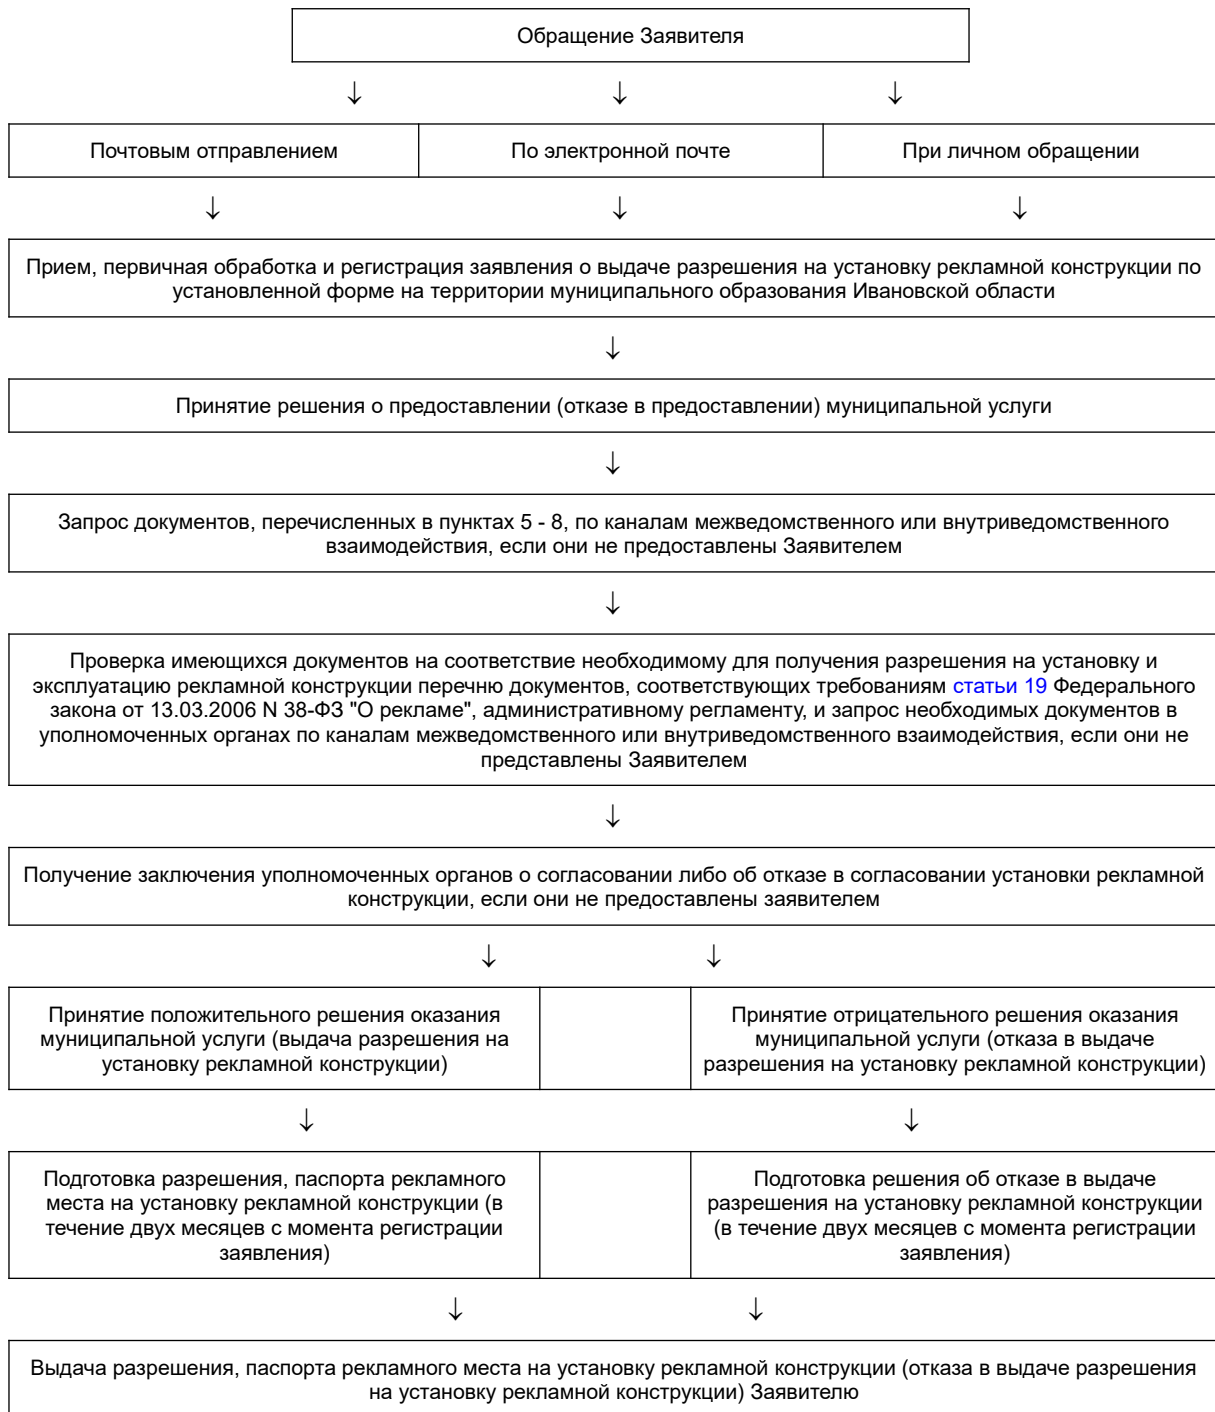 Обращение Заявителя
↓ ↓ ↓
Почтовым отправлением
По электронной почте
При личном обращении
↓ ↓ ↓
Прием, первичная обработка и регистрация заявления о выдаче разрешения на установку рекламной конструкции по
установленной форме на территории муниципального образования Ивановской области
↓
Принятие решения о предоставлении (отказе в предоставлении) муниципальной услуги
↓
Запрос документов, перечисленных в пунктах 5 - 8, по каналам межведомственного или внутриведомственного
взаимодействия, если они не предоставлены Заявителем
↓
Проверка имеющихся документов на соответствие необходимому для получения разрешения на установку и
эксплуатацию рекламной конструкции перечню документов, соответствующих требованиям статьи 19 Федерального
закона от 13.03.2006 N 38-ФЗ "О рекламе", административному регламенту, и запрос необходимых документов в
уполномоченных органах по каналам межведомственного или внутриведомственного взаимодействия, если они не
представлены Заявителем
↓
Получение заключения уполномоченных органов о согласовании либо об отказе в согласовании установки рекламной
конструкции, если они не предоставлены заявителем
↓ ↓
Принятие положительного решения оказания
муниципальной услуги (выдача разрешения на
установку рекламной конструкции)
Принятие отрицательного решения оказания
муниципальной услуги (отказа в выдаче
разрешения на установку рекламной конструкции)
↓ ↓
Подготовка разрешения, паспорта рекламного
места на установку рекламной конструкции (в
течение двух месяцев с момента регистрации
заявления)
Подготовка решения об отказе в выдаче
разрешения на установку рекламной конструкции
(в течение двух месяцев с момента регистрации
заявления)
↓ ↓
Выдача разрешения, паспорта рекламного места на установку рекламной конструкции (отказа в выдаче разрешения
на установку рекламной конструкции) Заявителю